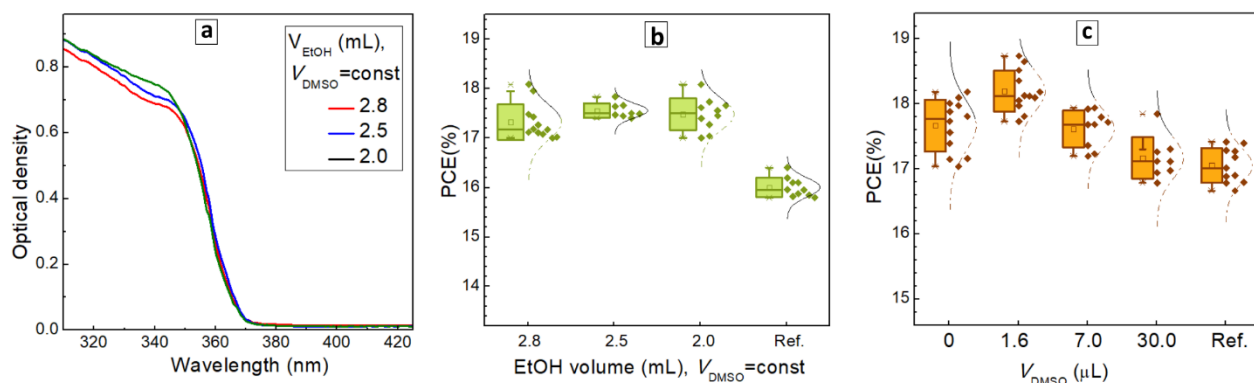 a
V_EtOH (mL),
V_DMSO=const
2.8
2.5
2.0
Optical density
0.8
0.6
0.4
0.2
0.0
320 340 360 380 400 420
Wavelength (nm)
b
PCE(%)
19
18
17
16
15
14
13
2.8 2.5 2.0 Ref.
EtOH volume (mL), V_DMSO=const
c
PCE(%)
19
18
17
16
15
0 1.6 7.0 30.0 Ref.
V_DMSO (μL)